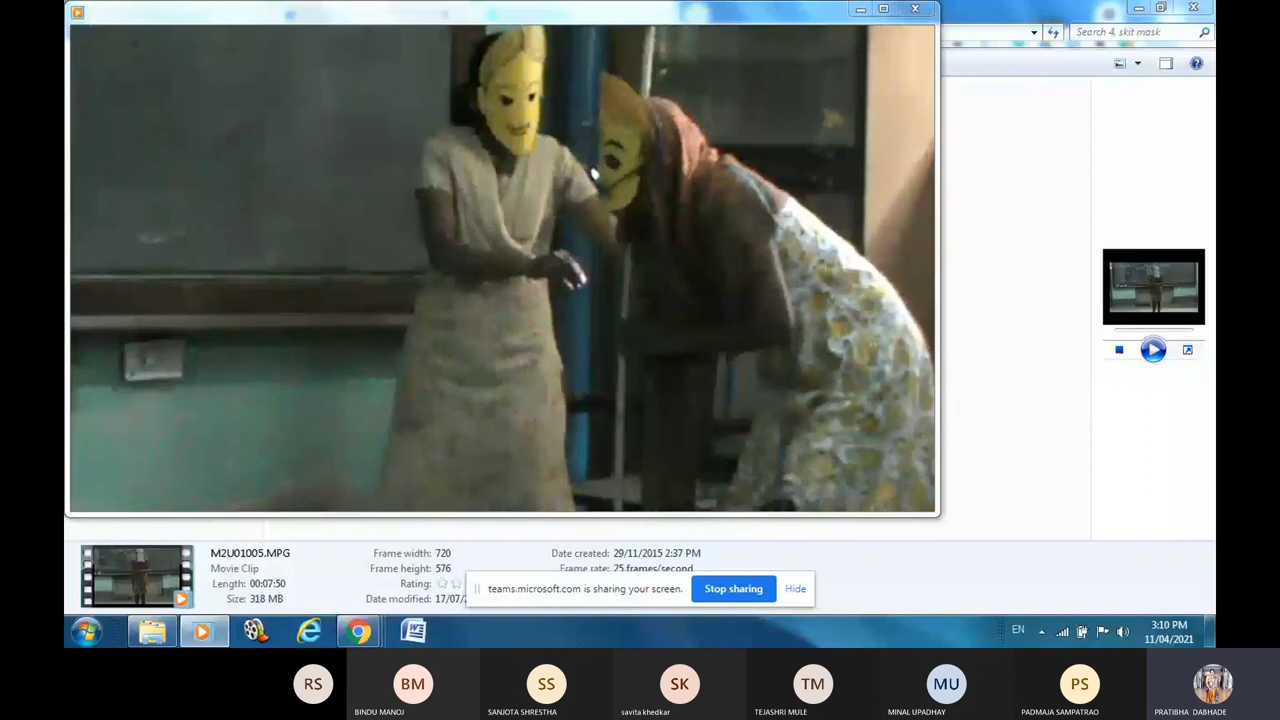 Search 4, skit mask
M2U01005.MPG
Movie Clip
Length: 00:07:50
Size: 318 MB
Frame width: 720
Frame height: 576
Rating:
Date modified: 17/07/2
Date created: 29/11/2015 2:37 PM
Frame rate: 25 frames/second
teams.microsoft.com is sharing your screen.
Stop sharing
Hide
EN
3:10 PM
11/04/2021
RS
BM
SS
SK
TM
MU
PS
BINDU MANOJ
SANJOTA SHRESTHA
savita khedkar
TEJASHRI MULE
MINAL UPADHAY
PADMAJA SAMPATRAO
PRATIBHA DABHADE